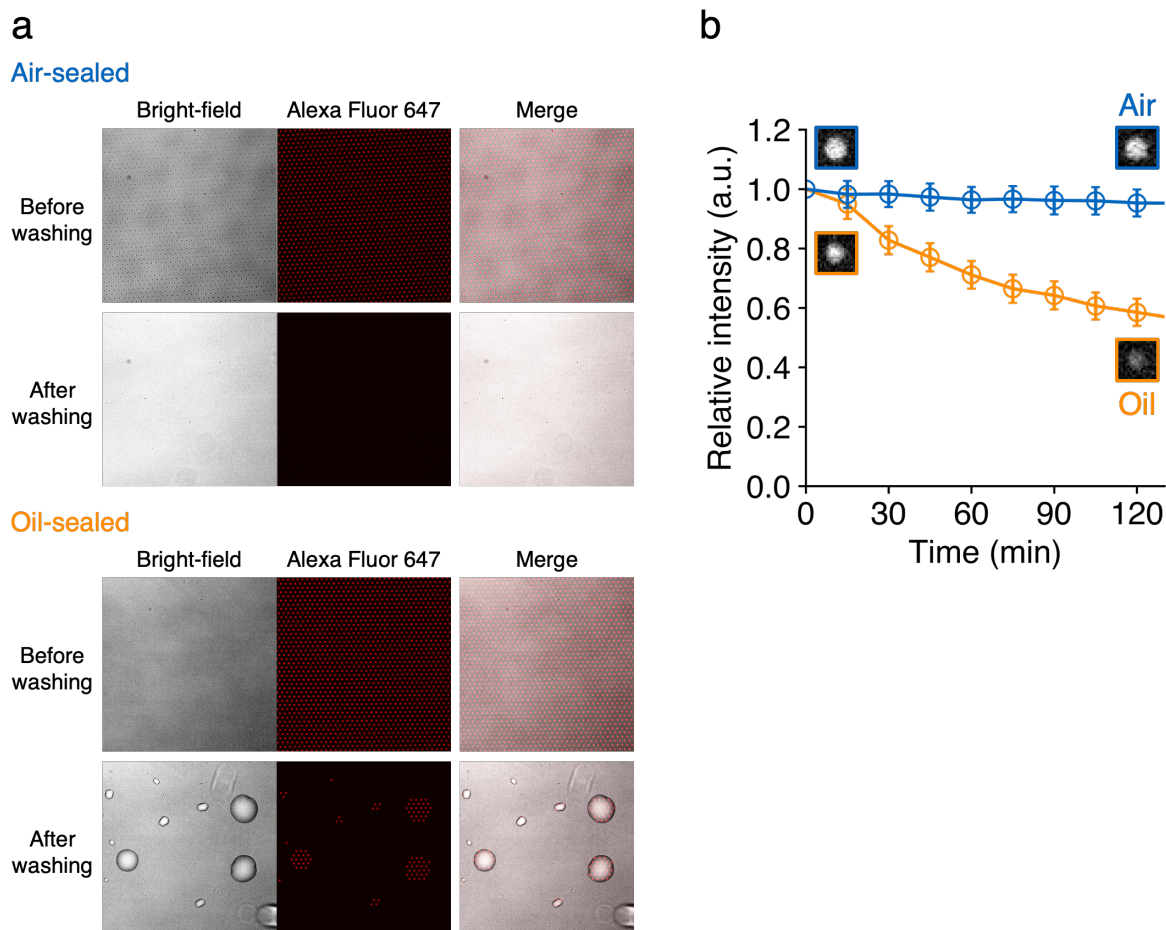 a
Air-sealed
Bright-field
Alexa Fluor 647
Merge
Before
washing
After
washing
Oil-sealed
Bright-field
Alexa Fluor 647
Merge
Before
washing
After
washing
b
Relative intensity (a.u.)
1.2
1.0
0.8
0.6
0.4
0.2
0.0
Air
Oil
0
30
60
90
120
Time (min)